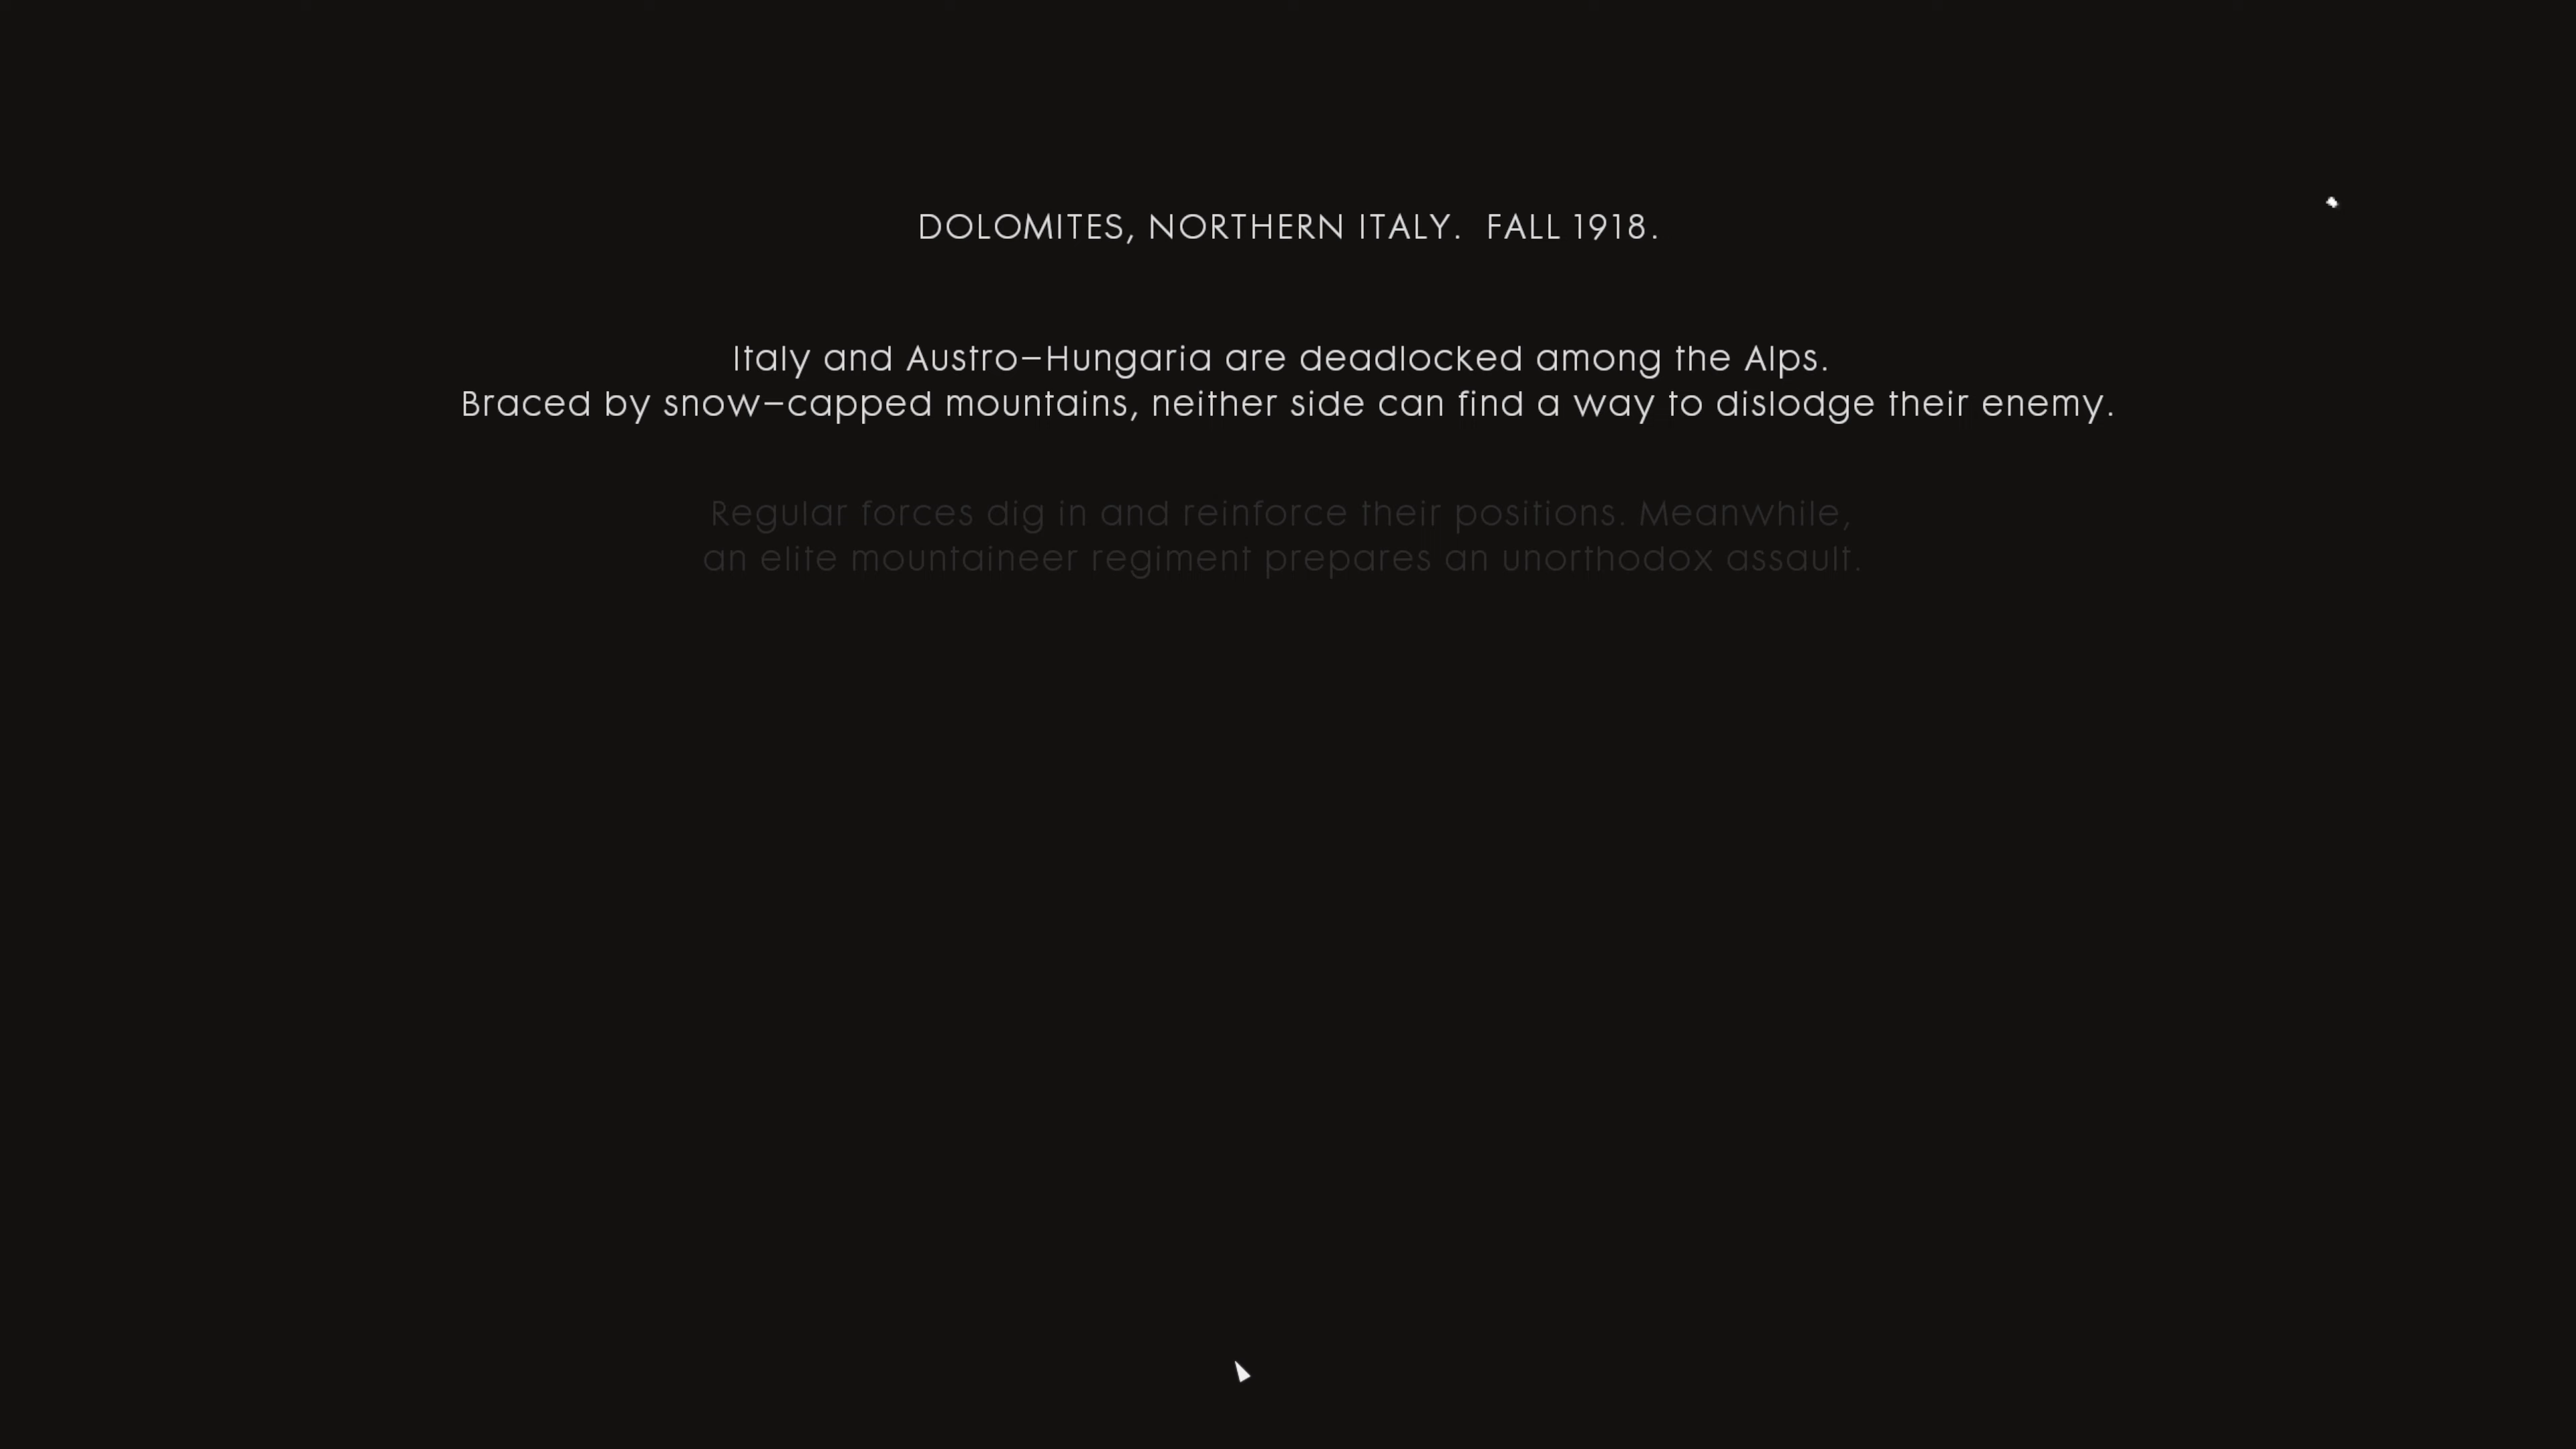 DOLOMITES, NORTHERN ITALY.  FALL 1918.
Italy and Austro-Hungaria are deadlocked among the Alps.
Braced by snow-capped mountains, neither side can find a way to dislodge their enemy.
Regular forces dig in and reinforce their positions. Meanwhile,
an elite mountaineer regiment prepares an unorthodox assault.